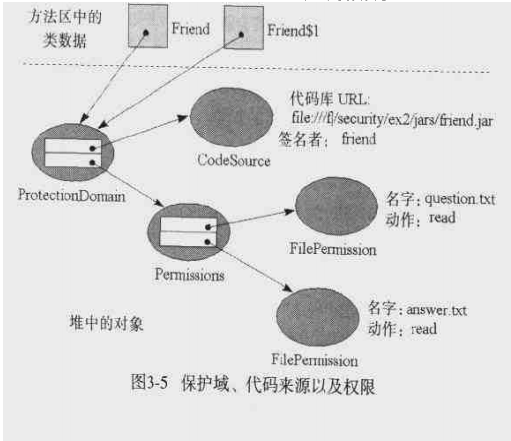 方法区中的
类数据
Friend
Friend$1
代码库 URL:
file:///f|/security/ex2/jars/friend.jar
签名者: friend
CodeSource
ProtectionDomain
名字: question.txt
动作: read
FilePermission
Permissions
名字: answer.txt
动作: read
堆中的对象
FilePermission
图3-5 保护域、代码来源以及权限